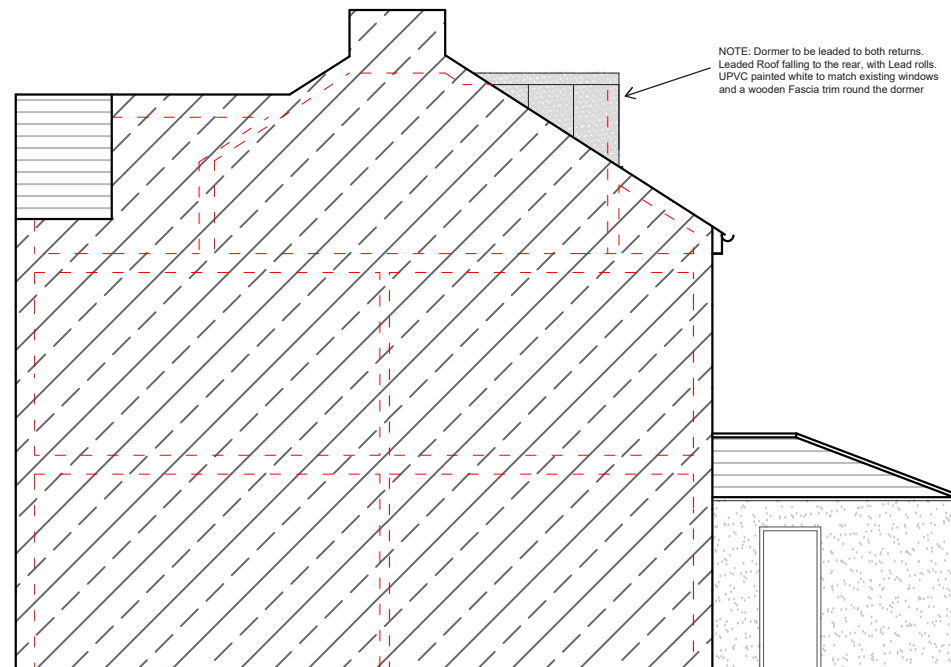 NOTE: Dormer to be leaded to both returns.
Leaded Roof falling to the rear, with Lead rolls.
UPVC painted white to match existing windows
and a wooden Fascia trim round the dormer